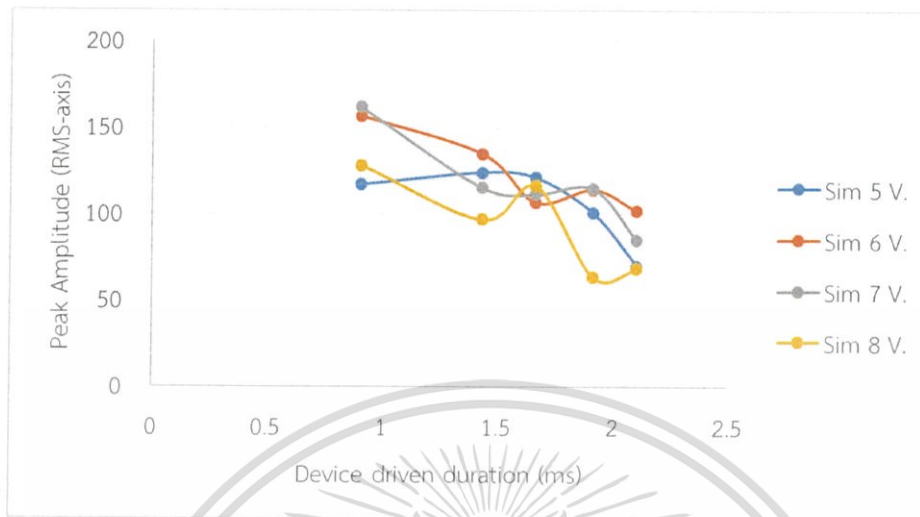 200
150
100
50
0
Peak Amplitude (RMS-axis)
0 0.5 1 1.5 2 2.5
Device driven duration (ms)
Sim 5 V.
Sim 6 V.
Sim 7 V.
Sim 8 V.